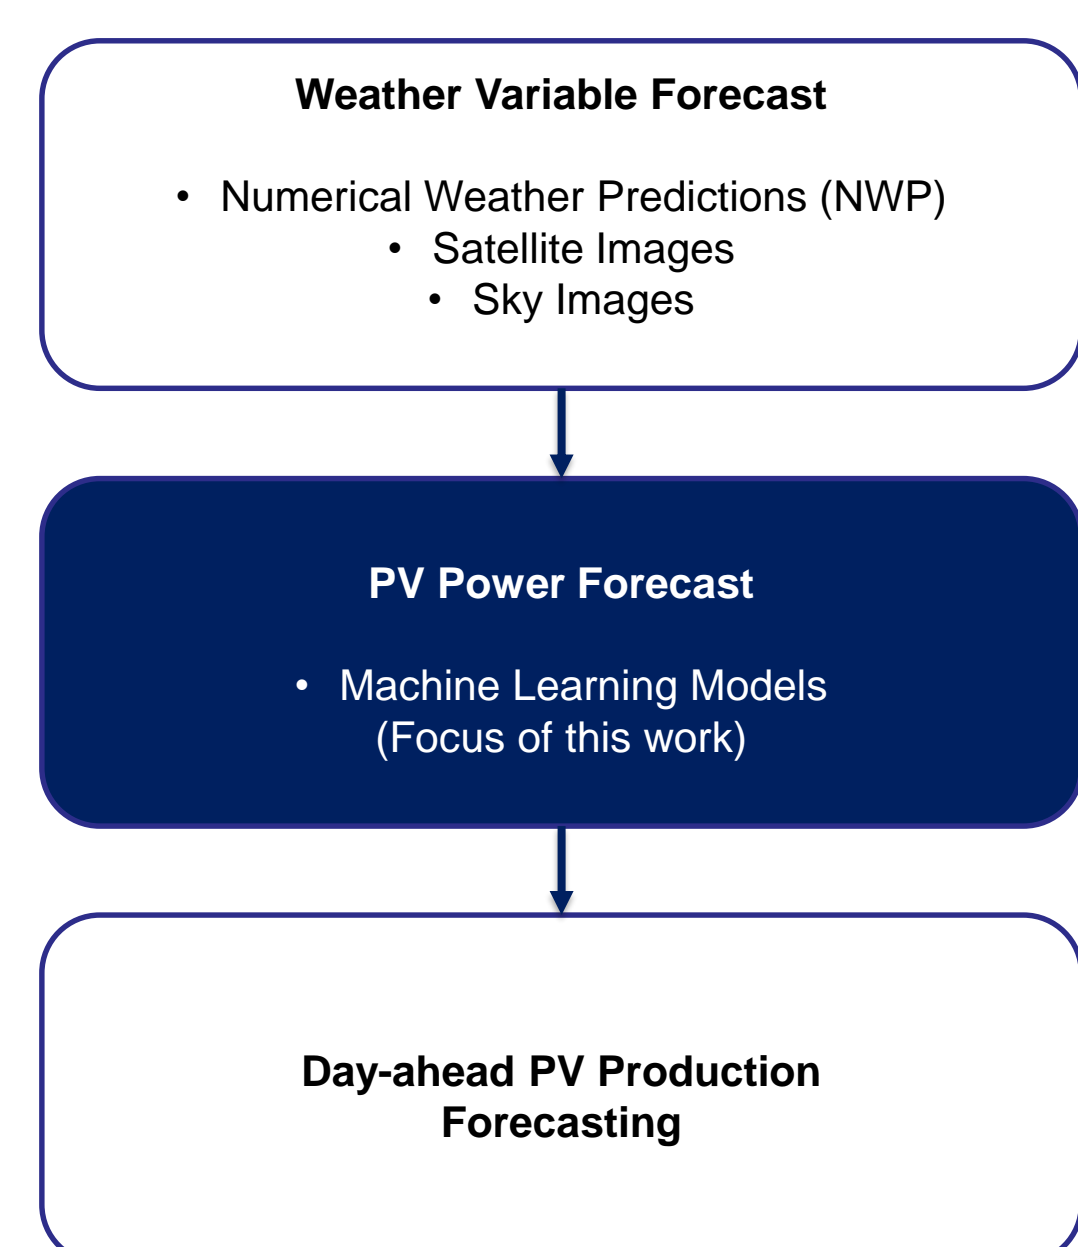 Weather Variable Forecast
• Numerical Weather Predictions (NWP)
• Satellite Images
• Sky Images
PV Power Forecast
• Machine Learning Models
(Focus of this work)
Day-ahead PV Production
Forecasting